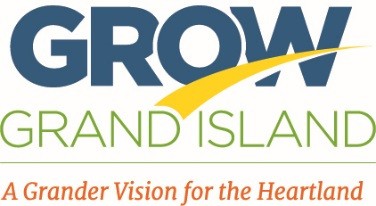 GROW
GRAND ISLAND
A Grander Vision for the Heartland